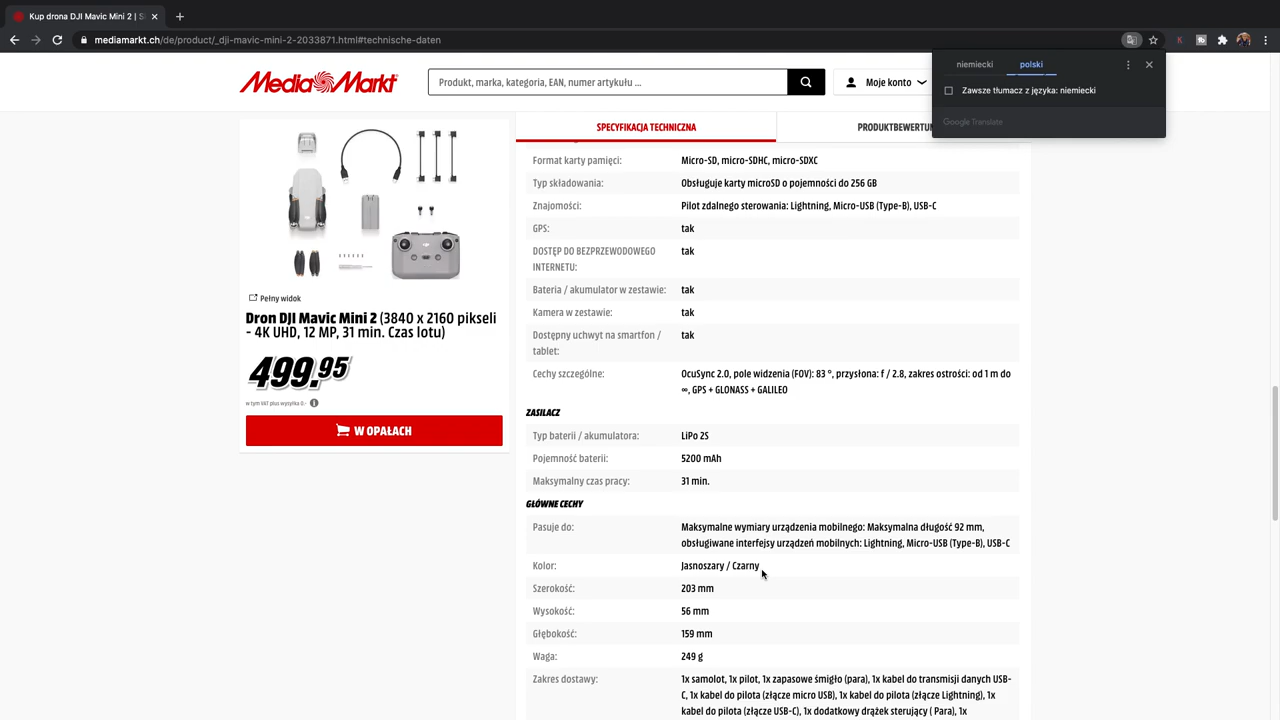 Kup drona DJI Mavic Mini 2 | S
mediamarkt.ch/de/product/_dji-mavic-mini-2-2033871.html#technische-daten
niemiecki
polski
Zawsze tłumacz z języka: niemiecki
Google Translate
MediaMarkt
Produkt, marka, kategoria, EAN, numer artykułu ...
Moje konto
SPECYFIKACJA TECHNICZNA
PRODUKTBEWERTU
Format karty pamięci: Micro-SD, micro-SDHC, micro-SDXC
Typ składowania: Obsługuje karty microSD o pojemności do 256 GB
Znajomości: Pilot zdalnego sterowania: Lightning, Micro-USB (Type-B), USB-C
GPS: tak
DOSTĘP DO BEZPRZEWODOWEGO tak
INTERNETU:
Bateria / akumulator w zestawie: tak
Kamera w zestawie: tak
Dostępny uchwyt na smartfon / tak
tablet:
Cechy szczególne: OcuSync 2.0, pole widzenia (FOV): 83 °, przysłona: f / 2.8, zakres ostrości: od 1 m do
∞, GPS + GLONASS + GALILEO
ZASILACZ
Typ baterii / akumulatora: LiPo 2S
Pojemność baterii: 5200 mAh
Maksymalny czas pracy: 31 min.
GŁÓWNE CECHY
Pasuje do: Maksymalne wymiary urządzenia mobilnego: Maksymalna długość 92 mm,
obsługiwane interfejsy urządzeń mobilnych: Lightning, Micro-USB (Type-B), USB-C
Kolor: Jasnoszary / Czarny
Szerokość: 203 mm
Wysokość: 56 mm
Głębokość: 159 mm
Waga: 249 g
Zakres dostawy: 1x samolot, 1x pilot, 1x zapasowe śmigło (para), 1x kabel do transmisji danych USB-
C, 1x kabel do pilota (złącze micro USB), 1x kabel do pilota (złącze Lightning), 1x
kabel do pilota (złącze USB-C), 1x dodatkowy drążek sterujący ( Para), 1x
Pełny widok
Dron DJI Mavic Mini 2 (3840 x 2160 pikseli
- 4K UHD, 12 MP, 31 min. Czas lotu)
499.95
w tym VAT plus wysyłka 0.-
W OPAŁACH